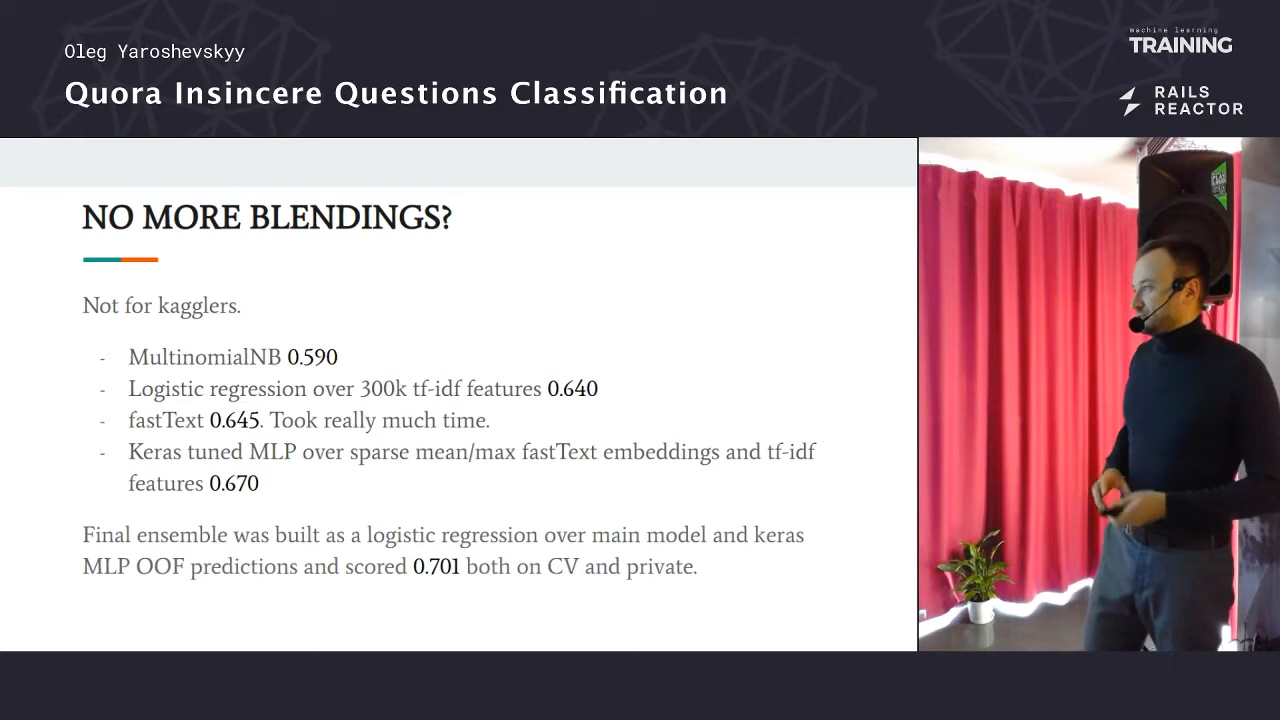 Oleg Yaroshevskyy
Quora Insincere Questions Classification
machine learning
TRAINING
RAILS
REACTOR
NO MORE BLENDINGS?
Not for kagglers.
- MultinomialNB 0.590
- Logistic regression over 300k tf-idf features 0.640
- fastText 0.645. Took really much time.
- Keras tuned MLP over sparse mean/max fastText embeddings and tf-idf
features 0.670
Final ensemble was built as a logistic regression over main model and keras
MLP OOF predictions and scored 0.701 both on CV and private.